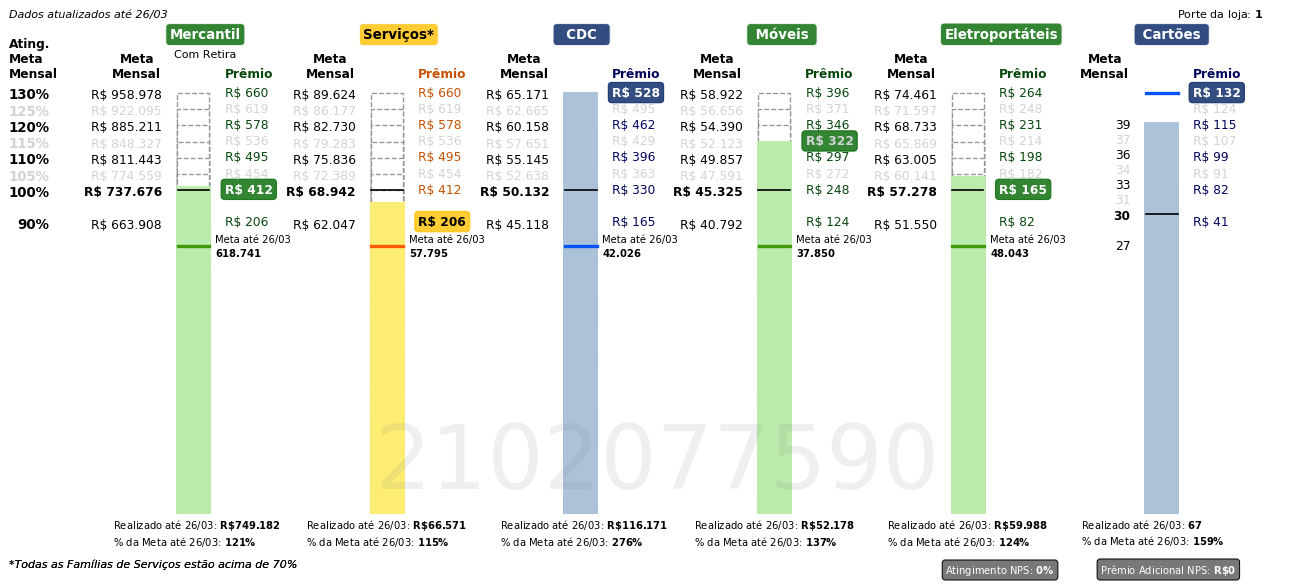 Dados atualizados até 26/03
Porte da loja: 1
Mercantil Serviços* CDC Móveis Eletroportáteis Cartões
Com Retira
Ating. Meta Mensal
Meta Mensal Prêmio Meta Mensal Prêmio Meta Mensal Prêmio Meta Mensal Prêmio Meta Mensal Prêmio Meta Mensal Prêmio
130% R$ 958.978 R$ 660 R$ 89.624 R$ 660 R$ 65.171 R$ 528 R$ 58.922 R$ 396 R$ 74.461 R$ 264 R$ 132
125% R$ 922.095 R$ 619 R$ 86.177 R$ 619 R$ 62.665 R$ 495 R$ 56.656 R$ 371 R$ 71.597 R$ 248 R$ 124
120% R$ 885.211 R$ 578 R$ 82.730 R$ 578 R$ 60.158 R$ 462 R$ 54.390 R$ 346 R$ 68.733 R$ 231 39 R$ 115
115% R$ 848.327 R$ 536 R$ 79.283 R$ 536 R$ 57.651 R$ 429 R$ 52.123 R$ 322 R$ 65.869 R$ 214 37 R$ 107
110% R$ 811.443 R$ 495 R$ 75.836 R$ 495 R$ 55.145 R$ 396 R$ 49.857 R$ 297 R$ 63.005 R$ 198 36 R$ 99
105% R$ 774.559 R$ 454 R$ 72.389 R$ 454 R$ 52.638 R$ 363 R$ 47.591 R$ 272 R$ 60.141 R$ 182 34 R$ 91
100% R$ 737.676 R$ 412 R$ 68.942 R$ 412 R$ 50.132 R$ 330 R$ 45.325 R$ 248 R$ 57.278 R$ 165 33 R$ 82
31
30
90% R$ 663.908 R$ 206 R$ 62.047 R$ 206 R$ 45.118 R$ 165 R$ 40.792 R$ 124 R$ 51.550 R$ 82 R$ 41
27
Meta até 26/03 Meta até 26/03 Meta até 26/03 Meta até 26/03 Meta até 26/03
618.741 57.795 42.026 37.850 48.043
2102077590
Realizado até 26/03: R$749.182 Realizado até 26/03: R$66.571 Realizado até 26/03: R$116.171 Realizado até 26/03: R$52.178 Realizado até 26/03: R$59.988 Realizado até 26/03: 67
% da Meta até 26/03: 121% % da Meta até 26/03: 115% % da Meta até 26/03: 276% % da Meta até 26/03: 137% % da Meta até 26/03: 124% % da Meta até 26/03: 159%
*Todas as Famílias de Serviços estão acima de 70%
Atingimento NPS: 0% Prêmio Adicional NPS: R$0